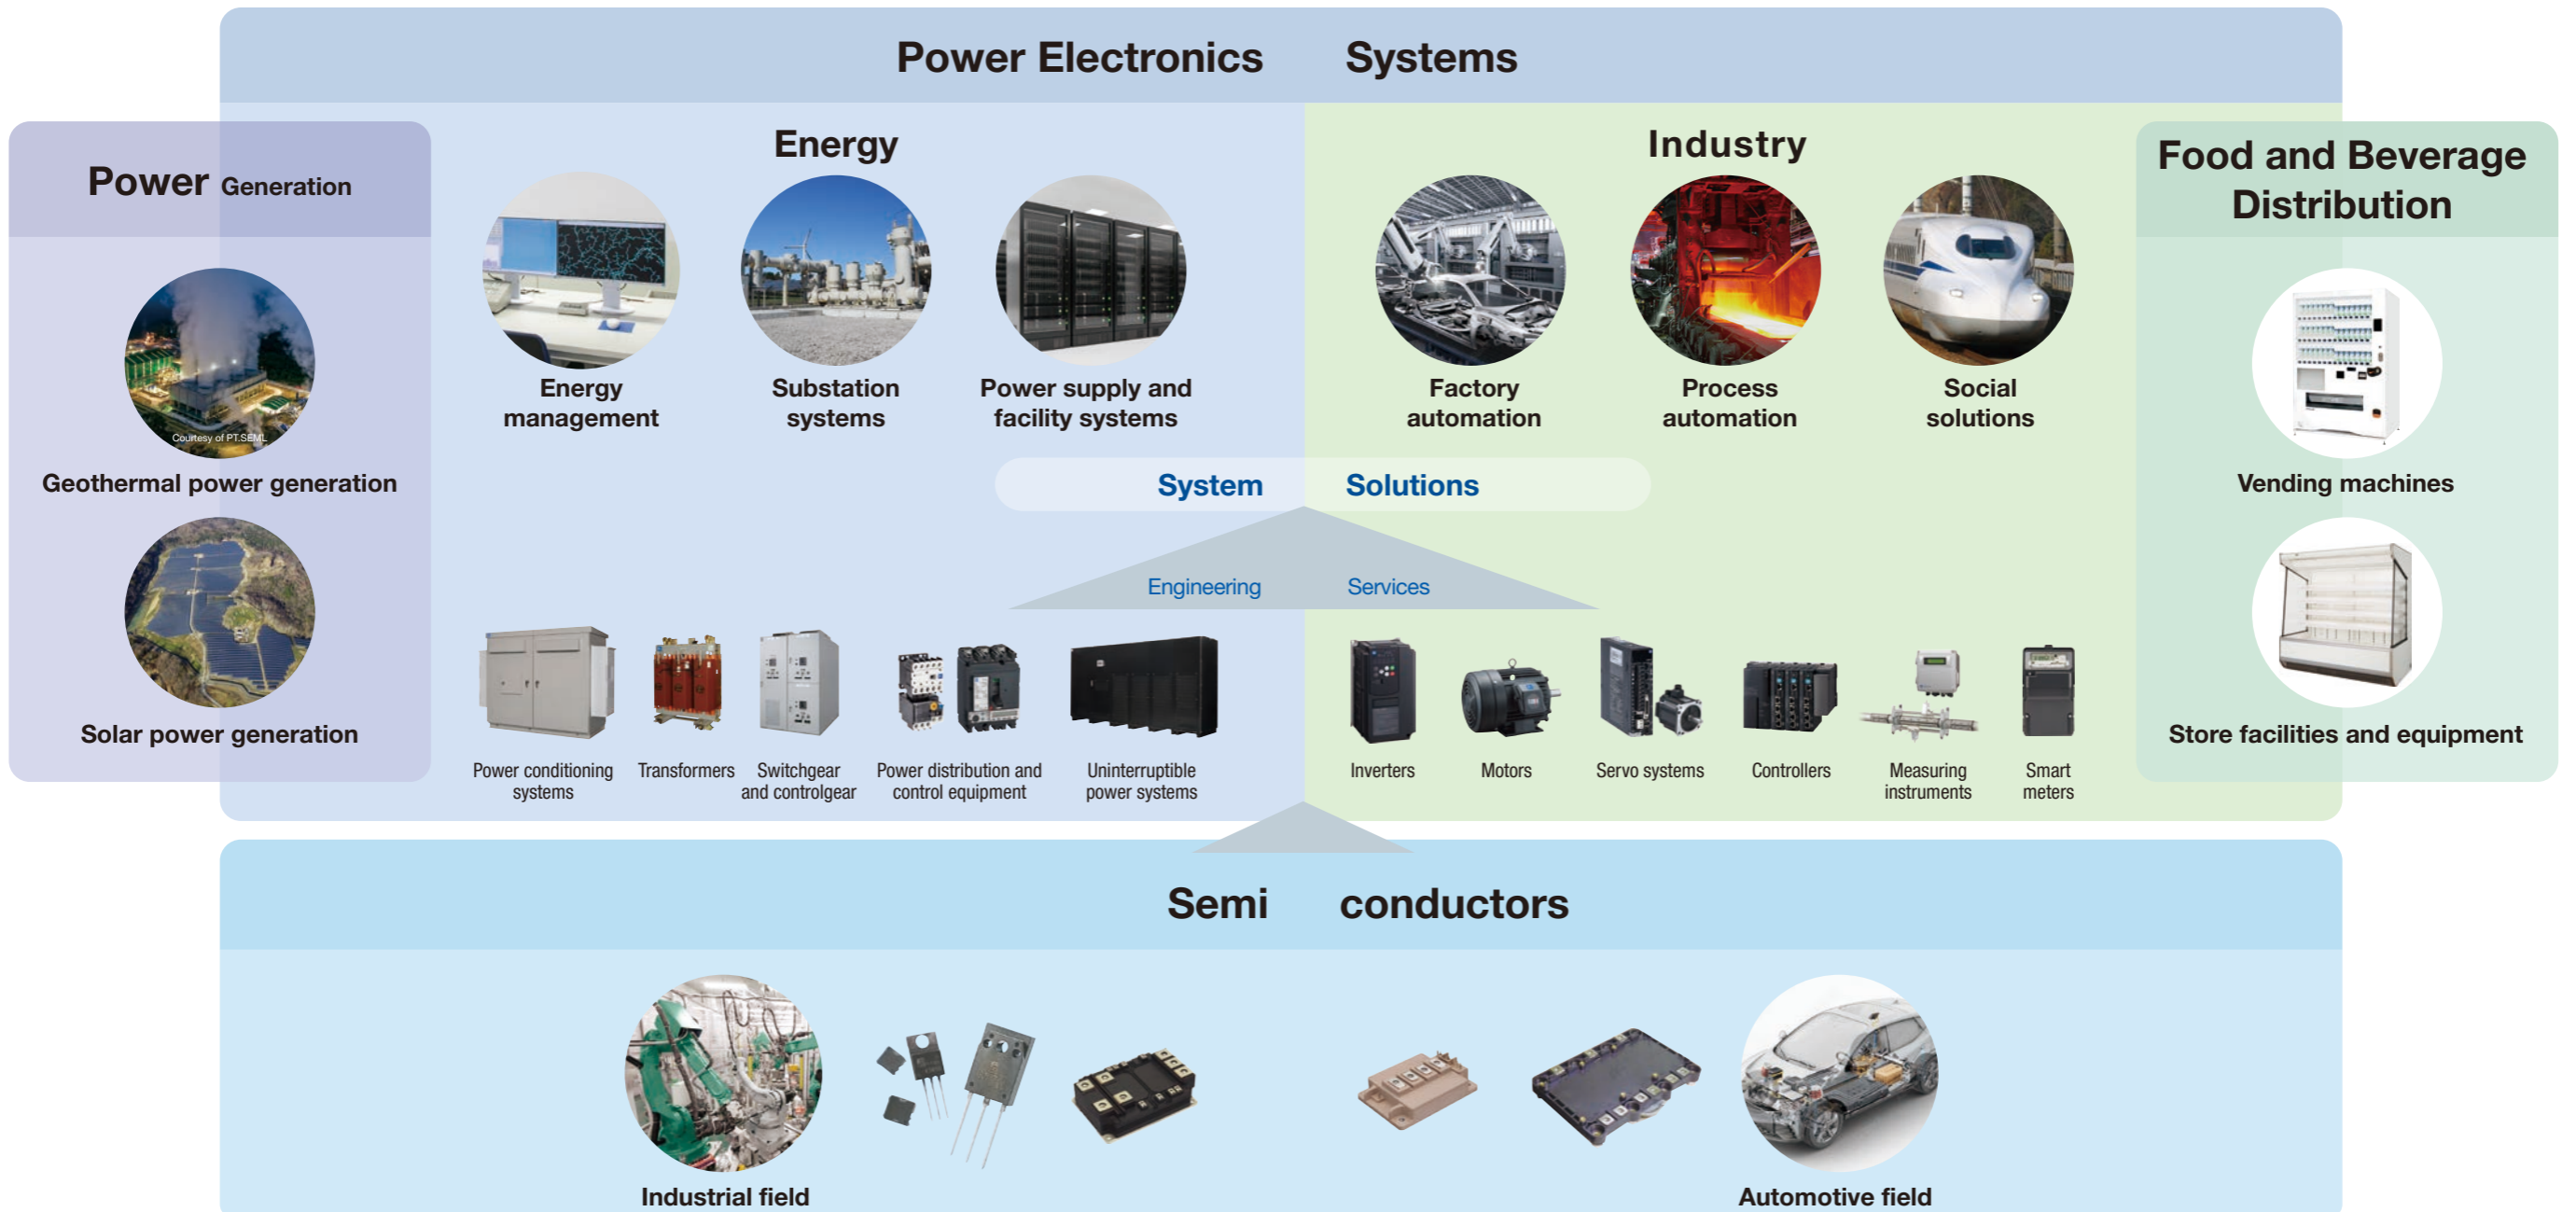 Power Electronics Systems
Power Generation
Courtesy of PT.SEML
Geothermal power generation
Solar power generation
Energy
Energy
management
Substation
systems
Power supply and
facility systems
Industry
Factory
automation
Process
automation
Social
solutions
System Solutions
Engineering Services
Power conditioning
systems
Transformers
Switchgear
and controlgear
Power distribution and
control equipment
Uninterruptible
power systems
Inverters
Motors
Servo systems
Controllers
Measuring
instruments
Smart
meters
Food and Beverage
Distribution
Vending machines
Store facilities and equipment
Semi conductors
Industrial field
Automotive field